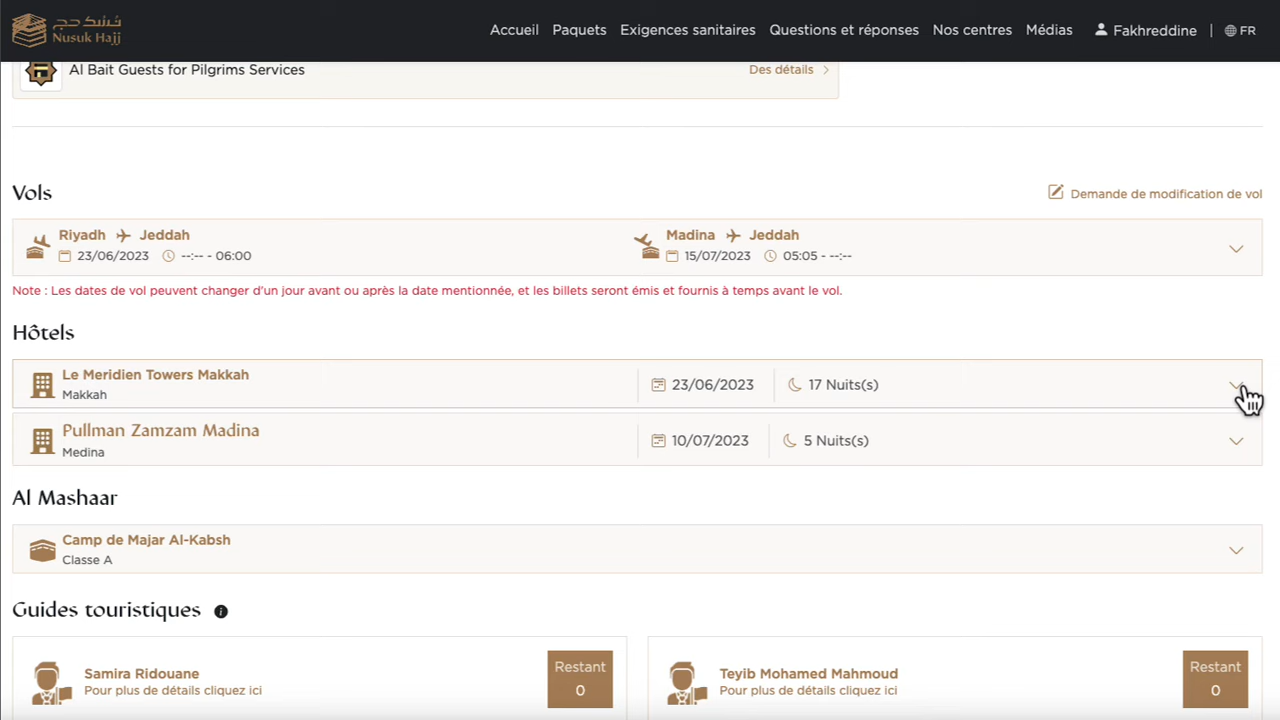 نسك حج
Nusuk Hajj
Accueil
Paquets
Exigences sanitaires
Questions et réponses
Nos centres
Médias
Fakhreddine
|
FR
Al Bait Guests for Pilgrims Services
Des détails
Vols
Demande de modification de vol
Riyadh Jeddah
23/06/2023 --:-- - 06:00
Madina Jeddah
15/07/2023 05:05 - --:--
Note : Les dates de vol peuvent changer d'un jour avant ou après la date mentionnée, et les billets seront émis et fournis à temps avant le vol.
Hôtels
Le Meridien Towers Makkah
Makkah
23/06/2023
17 Nuits(s)
Pullman Zamzam Madina
Medina
10/07/2023
5 Nuits(s)
Al Mashaar
Camp de Majar Al-Kabsh
Classe A
Guides touristiques i
Samira Ridouane
Pour plus de détails cliquez ici
Restant
0
Teyib Mohamed Mahmoud
Pour plus de détails cliquez ici
Restant
0